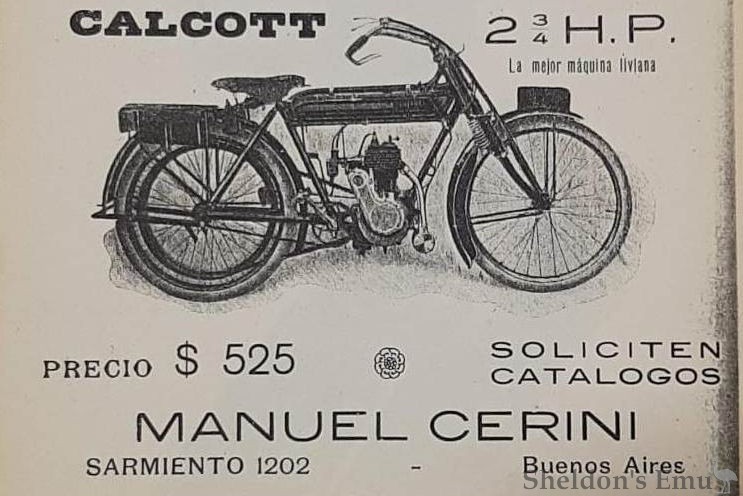 CALCOTT
2 3/4 H.P.
La mejor máquina liviana
PRECIO $ 525
SOLICITEN
CATALOGOS
MANUEL CERINI
SARMIENTO 1202 - Buenos Aires
Sheldon's Emu